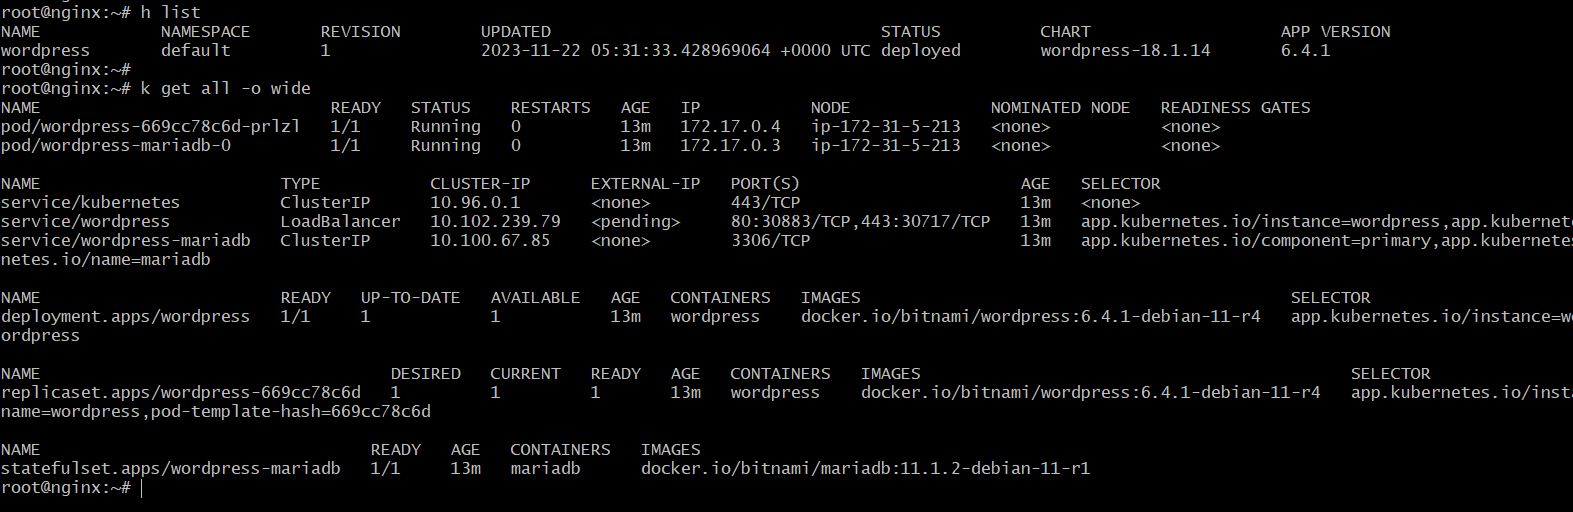 root@nginx:~# h list
NAME NAMESPACE REVISION UPDATED STATUS CHART APP VERSION
wordpress default 1 2023-11-22 05:31:33.428969064 +0000 UTC deployed wordpress-18.1.14 6.4.1
root@nginx:~#
root@nginx:~# k get all -o wide
NAME READY STATUS RESTARTS AGE IP NODE NOMINATED NODE READINESS GATES
pod/wordpress-669cc78c6d-prlzl 1/1 Running 0 13m 172.17.0.4 ip-172-31-5-213 <none> <none>
pod/wordpress-mariadb-0 1/1 Running 0 13m 172.17.0.3 ip-172-31-5-213 <none> <none>
NAME TYPE CLUSTER-IP EXTERNAL-IP PORT(S) AGE SELECTOR
service/kubernetes ClusterIP 10.96.0.1 <none> 443/TCP 13m <none>
service/wordpress LoadBalancer 10.102.239.79 <pending> 80:30883/TCP,443:30717/TCP 13m app.kubernetes.io/instance=wordpress,app.kubernete
service/wordpress-mariadb ClusterIP 10.100.67.85 <none> 3306/TCP 13m app.kubernetes.io/component=primary,app.kubernetes
netes.io/name=mariadb
NAME READY UP-TO-DATE AVAILABLE AGE CONTAINERS IMAGES SELECTOR
deployment.apps/wordpress 1/1 1 1 13m wordpress docker.io/bitnami/wordpress:6.4.1-debian-11-r4 app.kubernetes.io/instance=wo
ordpress
NAME DESIRED CURRENT READY AGE CONTAINERS IMAGES SELECTOR
replicaset.apps/wordpress-669cc78c6d 1 1 1 13m wordpress docker.io/bitnami/wordpress:6.4.1-debian-11-r4 app.kubernetes.io/inst
name=wordpress,pod-template-hash=669cc78c6d
NAME READY AGE CONTAINERS IMAGES
statefulset.apps/wordpress-mariadb 1/1 13m mariadb docker.io/bitnami/mariadb:11.1.2-debian-11-r1
root@nginx:~#